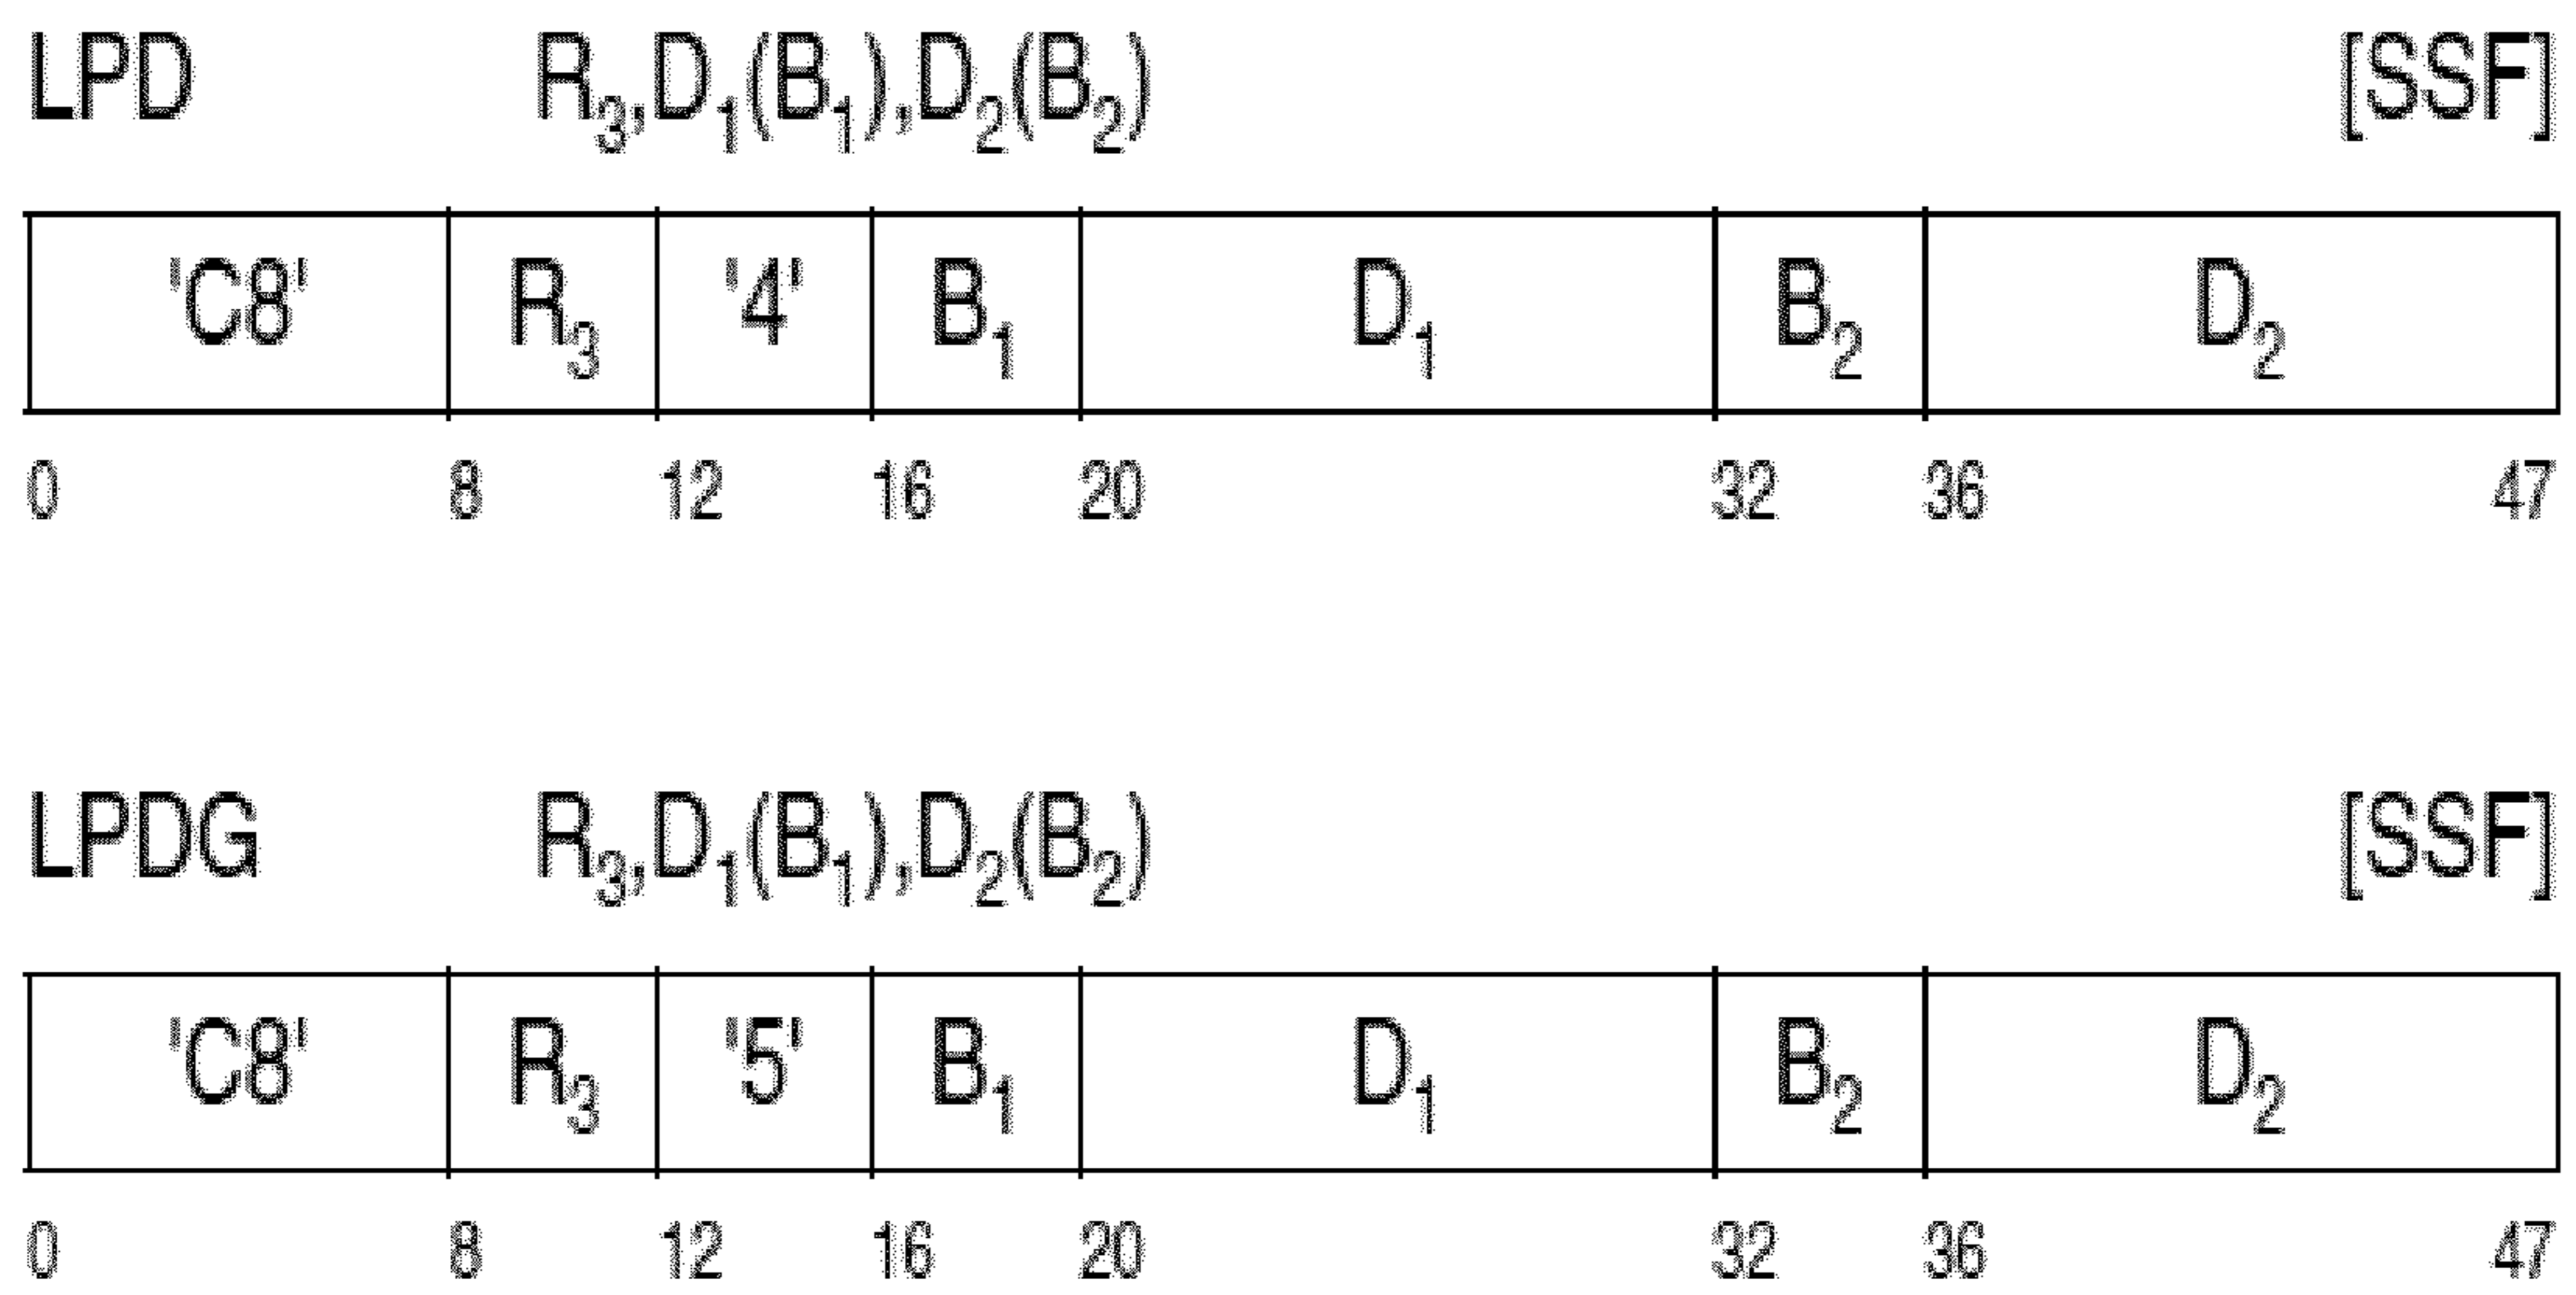 LPD R3,D1(B1),D2(B2) [SSF]
'C8' R3 '4' B1 D1 B2 D2
0 8 12 16 20 32 36 47
LPDG R3,D1(B1),D2(B2) [SSF]
'C8' R3 '5' B1 D1 B2 D2
0 8 12 16 20 32 36 47